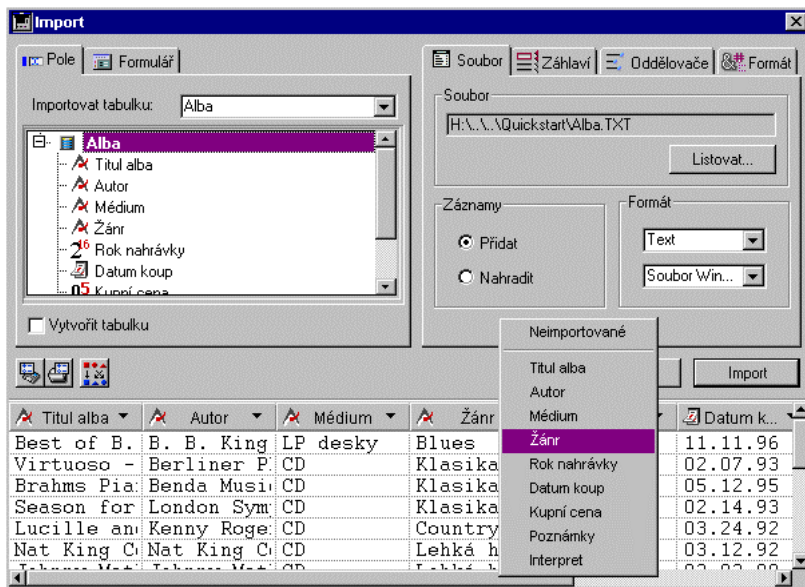 Import
Pole Formulář
Importovat tabulku: Alba
Alba
Titul alba
Autor
Médium
Žánr
2¹⁶ Rok nahrávky
Datum koup
05 Kupní cena
Vytvořit tabulku
Soubor Záhlaví Oddělovače Formát
Soubor
H:\..\..\Quickstart\Alba.TXT
Listovat...
Záznamy
Přidat
Nahradit
Formát
Text
Soubor Win...
Import
Neimportované
Titul alba
Autor
Médium
Žánr
Rok nahrávky
Datum koup
Kupní cena
Poznámky
Interpret
Titul alba Autor Médium Žánr Datum k...
Best of B. B. B. King LP desky Blues 11.11.96
Virtuoso - Berliner P CD Klasika 02.07.93
Brahms Pia Benda Musi CD Klasika 05.12.95
Season for London Sym CD Klasika 02.14.93
Lucille an Kenny Roge CD Country 03.24.92
Nat King C Nat King C CD Lehká h 03.12.92